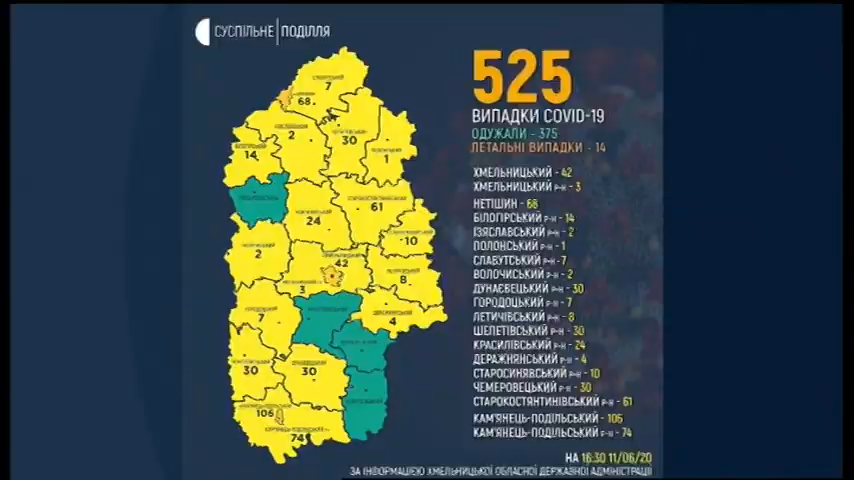 СУСПІЛЬНЕ ПОДІЛЛЯ
525
ВИПАДКИ COVID-19
ОДУЖАЛИ - 375
ЛЕТАЛЬНІ ВИПАДКИ - 14
ХМЕЛЬНИЦЬКИЙ - 42
ХМЕЛЬНИЦЬКИЙ Р-Н - 3
НЕТІШИН - 68
БІЛОГІРСЬКИЙ Р-Н - 14
ІЗЯСЛАВСЬКИЙ Р-Н - 2
ПОЛОНСЬКИЙ Р-Н - 1
СЛАВУТСЬКИЙ Р-Н - 7
ВОЛОЧИСЬКИЙ Р-Н - 2
ДУНАЄВЕЦЬКИЙ Р-Н - 30
ГОРОДОЦЬКИЙ Р-Н - 7
ЛЕТИЧІВСЬКИЙ Р-Н - 8
ШЕПЕТІВСЬКИЙ Р-Н - 30
КРАСИЛІВСЬКИЙ Р-Н - 24
ДЕРАЖНЯНСЬКИЙ Р-Н - 4
СТАРОСИНЯВСЬКИЙ Р-Н - 10
ЧЕМЕРОВЕЦЬКИЙ Р-Н - 30
СТАРОКОСТЯНТИНІВСЬКИЙ Р-Н - 61
КАМ'ЯНЕЦЬ-ПОДІЛЬСЬКИЙ - 106
КАМ'ЯНЕЦЬ-ПОДІЛЬСЬКИЙ Р-Н - 74
НА 16:30 11/06/20
ЗА ІНФОРМАЦІЄЮ ХМЕЛЬНИЦЬКОЇ ОБЛАСНОЇ ДЕРЖАВНОЇ АДМІНІСТРАЦІЇ
7
68
2
30
14
1
61
24
10
2
42
8
3
7
4
30
30
106
74